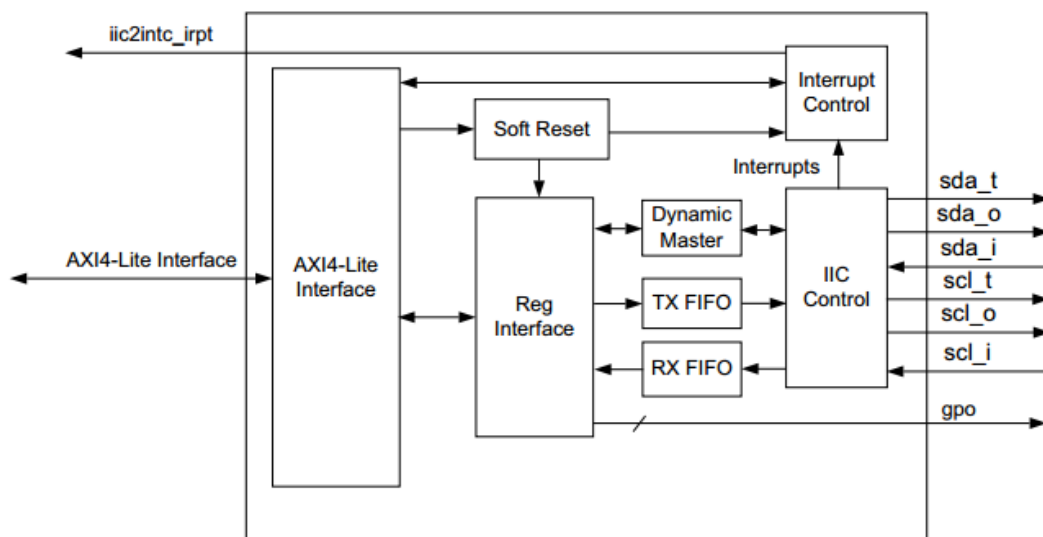 iic2intc_irpt
Interrupt
Control
Soft Reset
Interrupts
AXI4-Lite Interface
AXI4-Lite
Interface
Reg
Interface
Dynamic
Master
TX FIFO
RX FIFO
IIC
Control
sda_t
sda_o
sda_i
scl_t
scl_o
scl_i
gpo